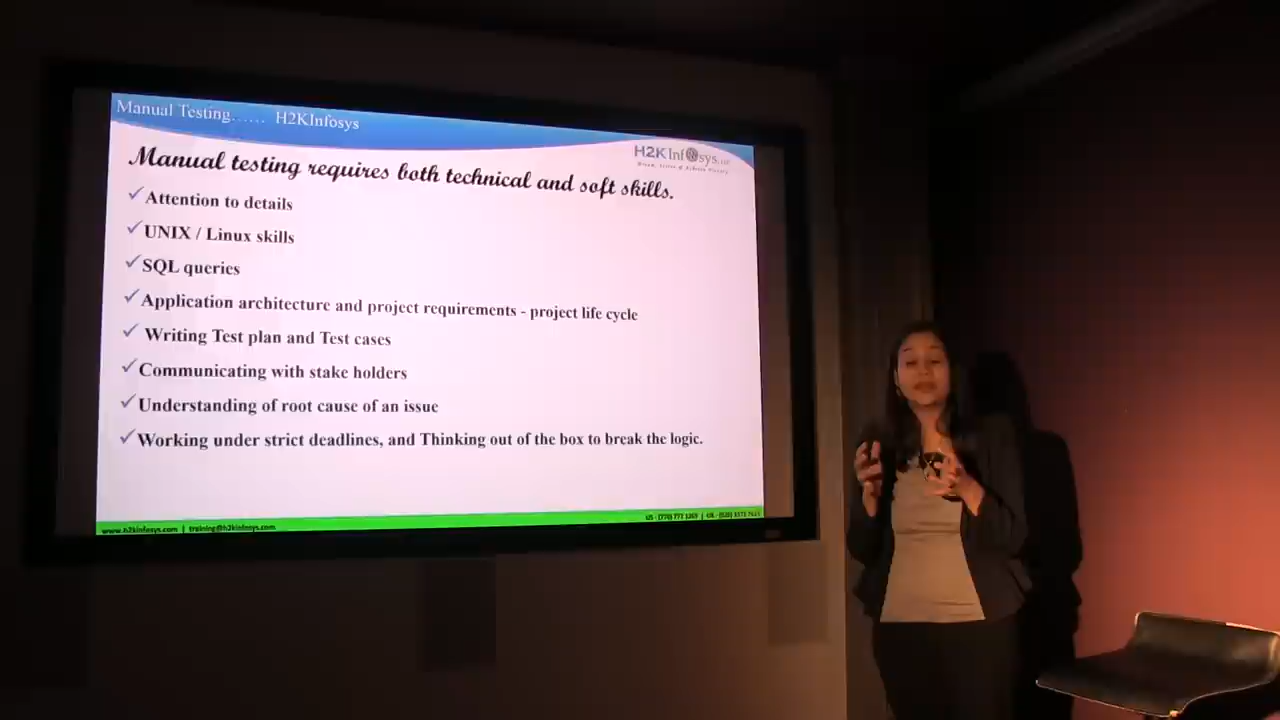 Manual Testing...... H2KInfosys
H2KInfosys LLC
Manual testing requires both technical and soft skills.
Attention to details
UNIX / Linux skills
SQL queries
Application architecture and project requirements - project life cycle
Writing Test plan and Test cases
Communicating with stake holders
Understanding of root cause of an issue
Working under strict deadlines, and Thinking out of the box to break the logic.
www.h2kinfosys.com | training@h2kinfosys.com